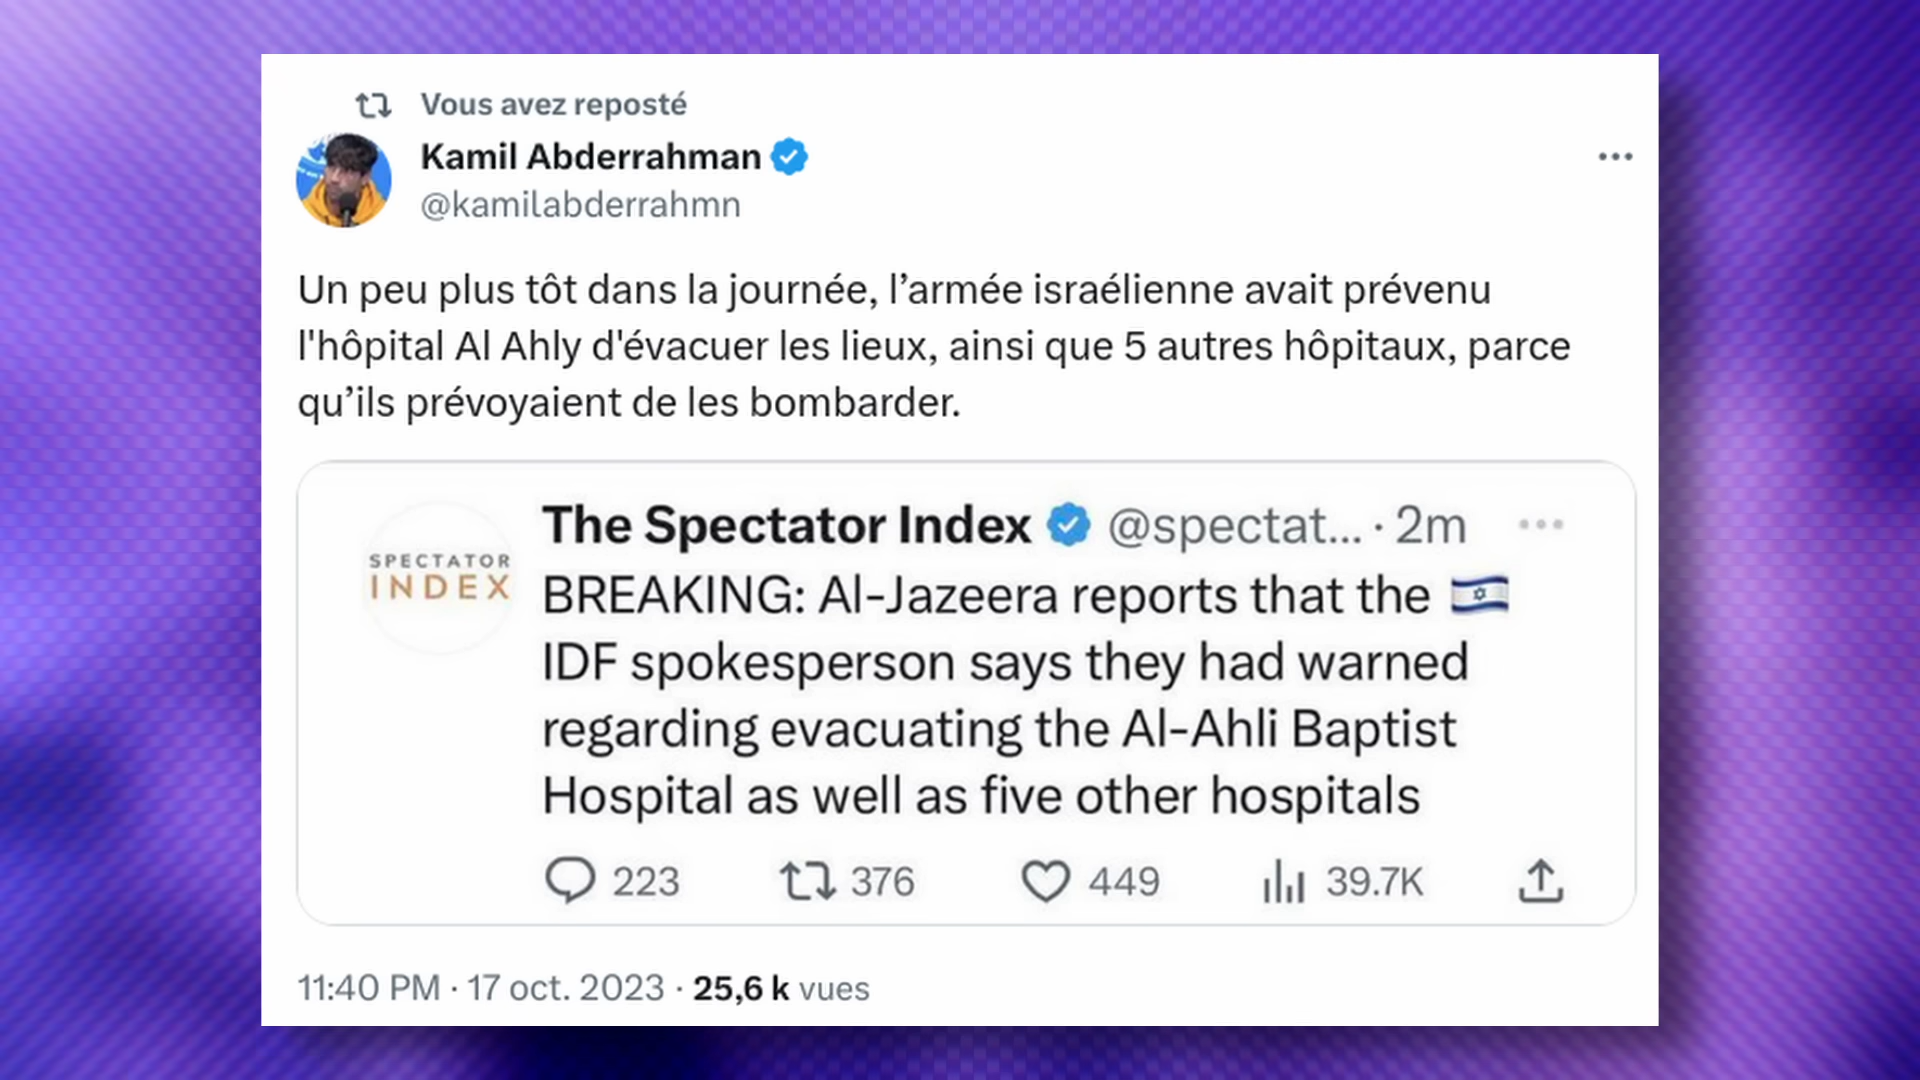 Vous avez reposté
Kamil Abderrahman
@kamilabderrahmn
Un peu plus tôt dans la journée, l’armée israélienne avait prévenu
l'hôpital Al Ahly d'évacuer les lieux, ainsi que 5 autres hôpitaux, parce
qu’ils prévoyaient de les bombarder.
SPECTATOR
INDEX
The Spectator Index @spectat... · 2m
BREAKING: Al-Jazeera reports that the 🇮🇱
IDF spokesperson says they had warned
regarding evacuating the Al-Ahli Baptist
Hospital as well as five other hospitals
223 376 449 39.7K
11:40 PM · 17 oct. 2023 · 25,6 k vues